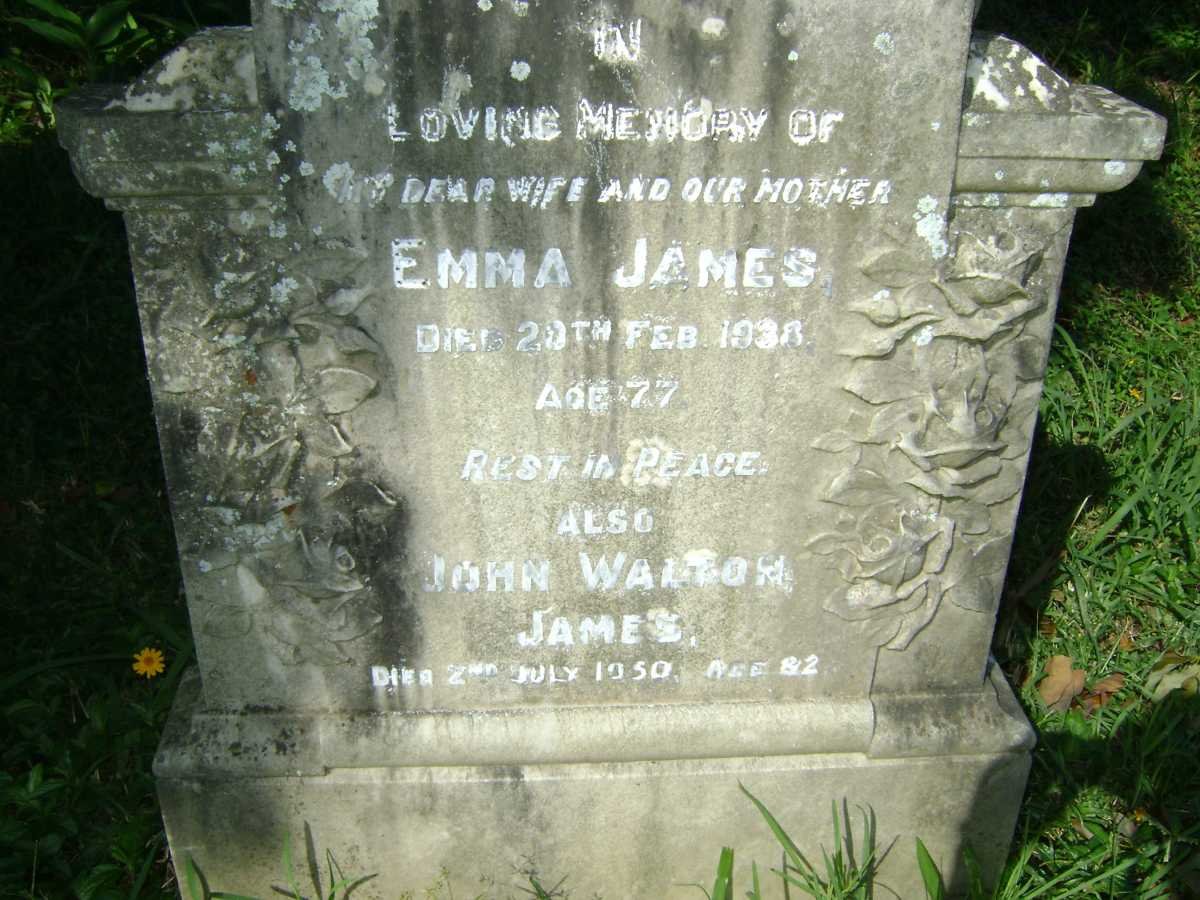 IN
LOVING MEMORY OF
MY DEAR WIFE AND OUR MOTHER
EMMA JAMES,
DIED 28TH FEB. 1938.
AGE 77
REST IN PEACE.
ALSO
JOHN WALTON,
JAMES,
DIED 2ND JULY 1950, AGE 82